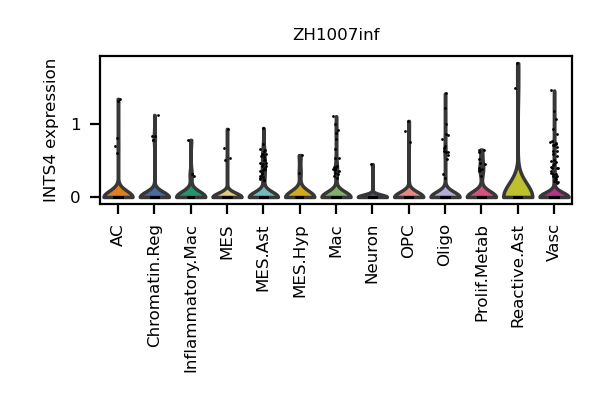 ZH1007inf
INTS4 expression
1
0
AC
Chromatin.Reg
Inflammatory.Mac
MES
MES.Ast
MES.Hyp
Mac
Neuron
OPC
Oligo
Prolif.Metab
Reactive.Ast
Vasc